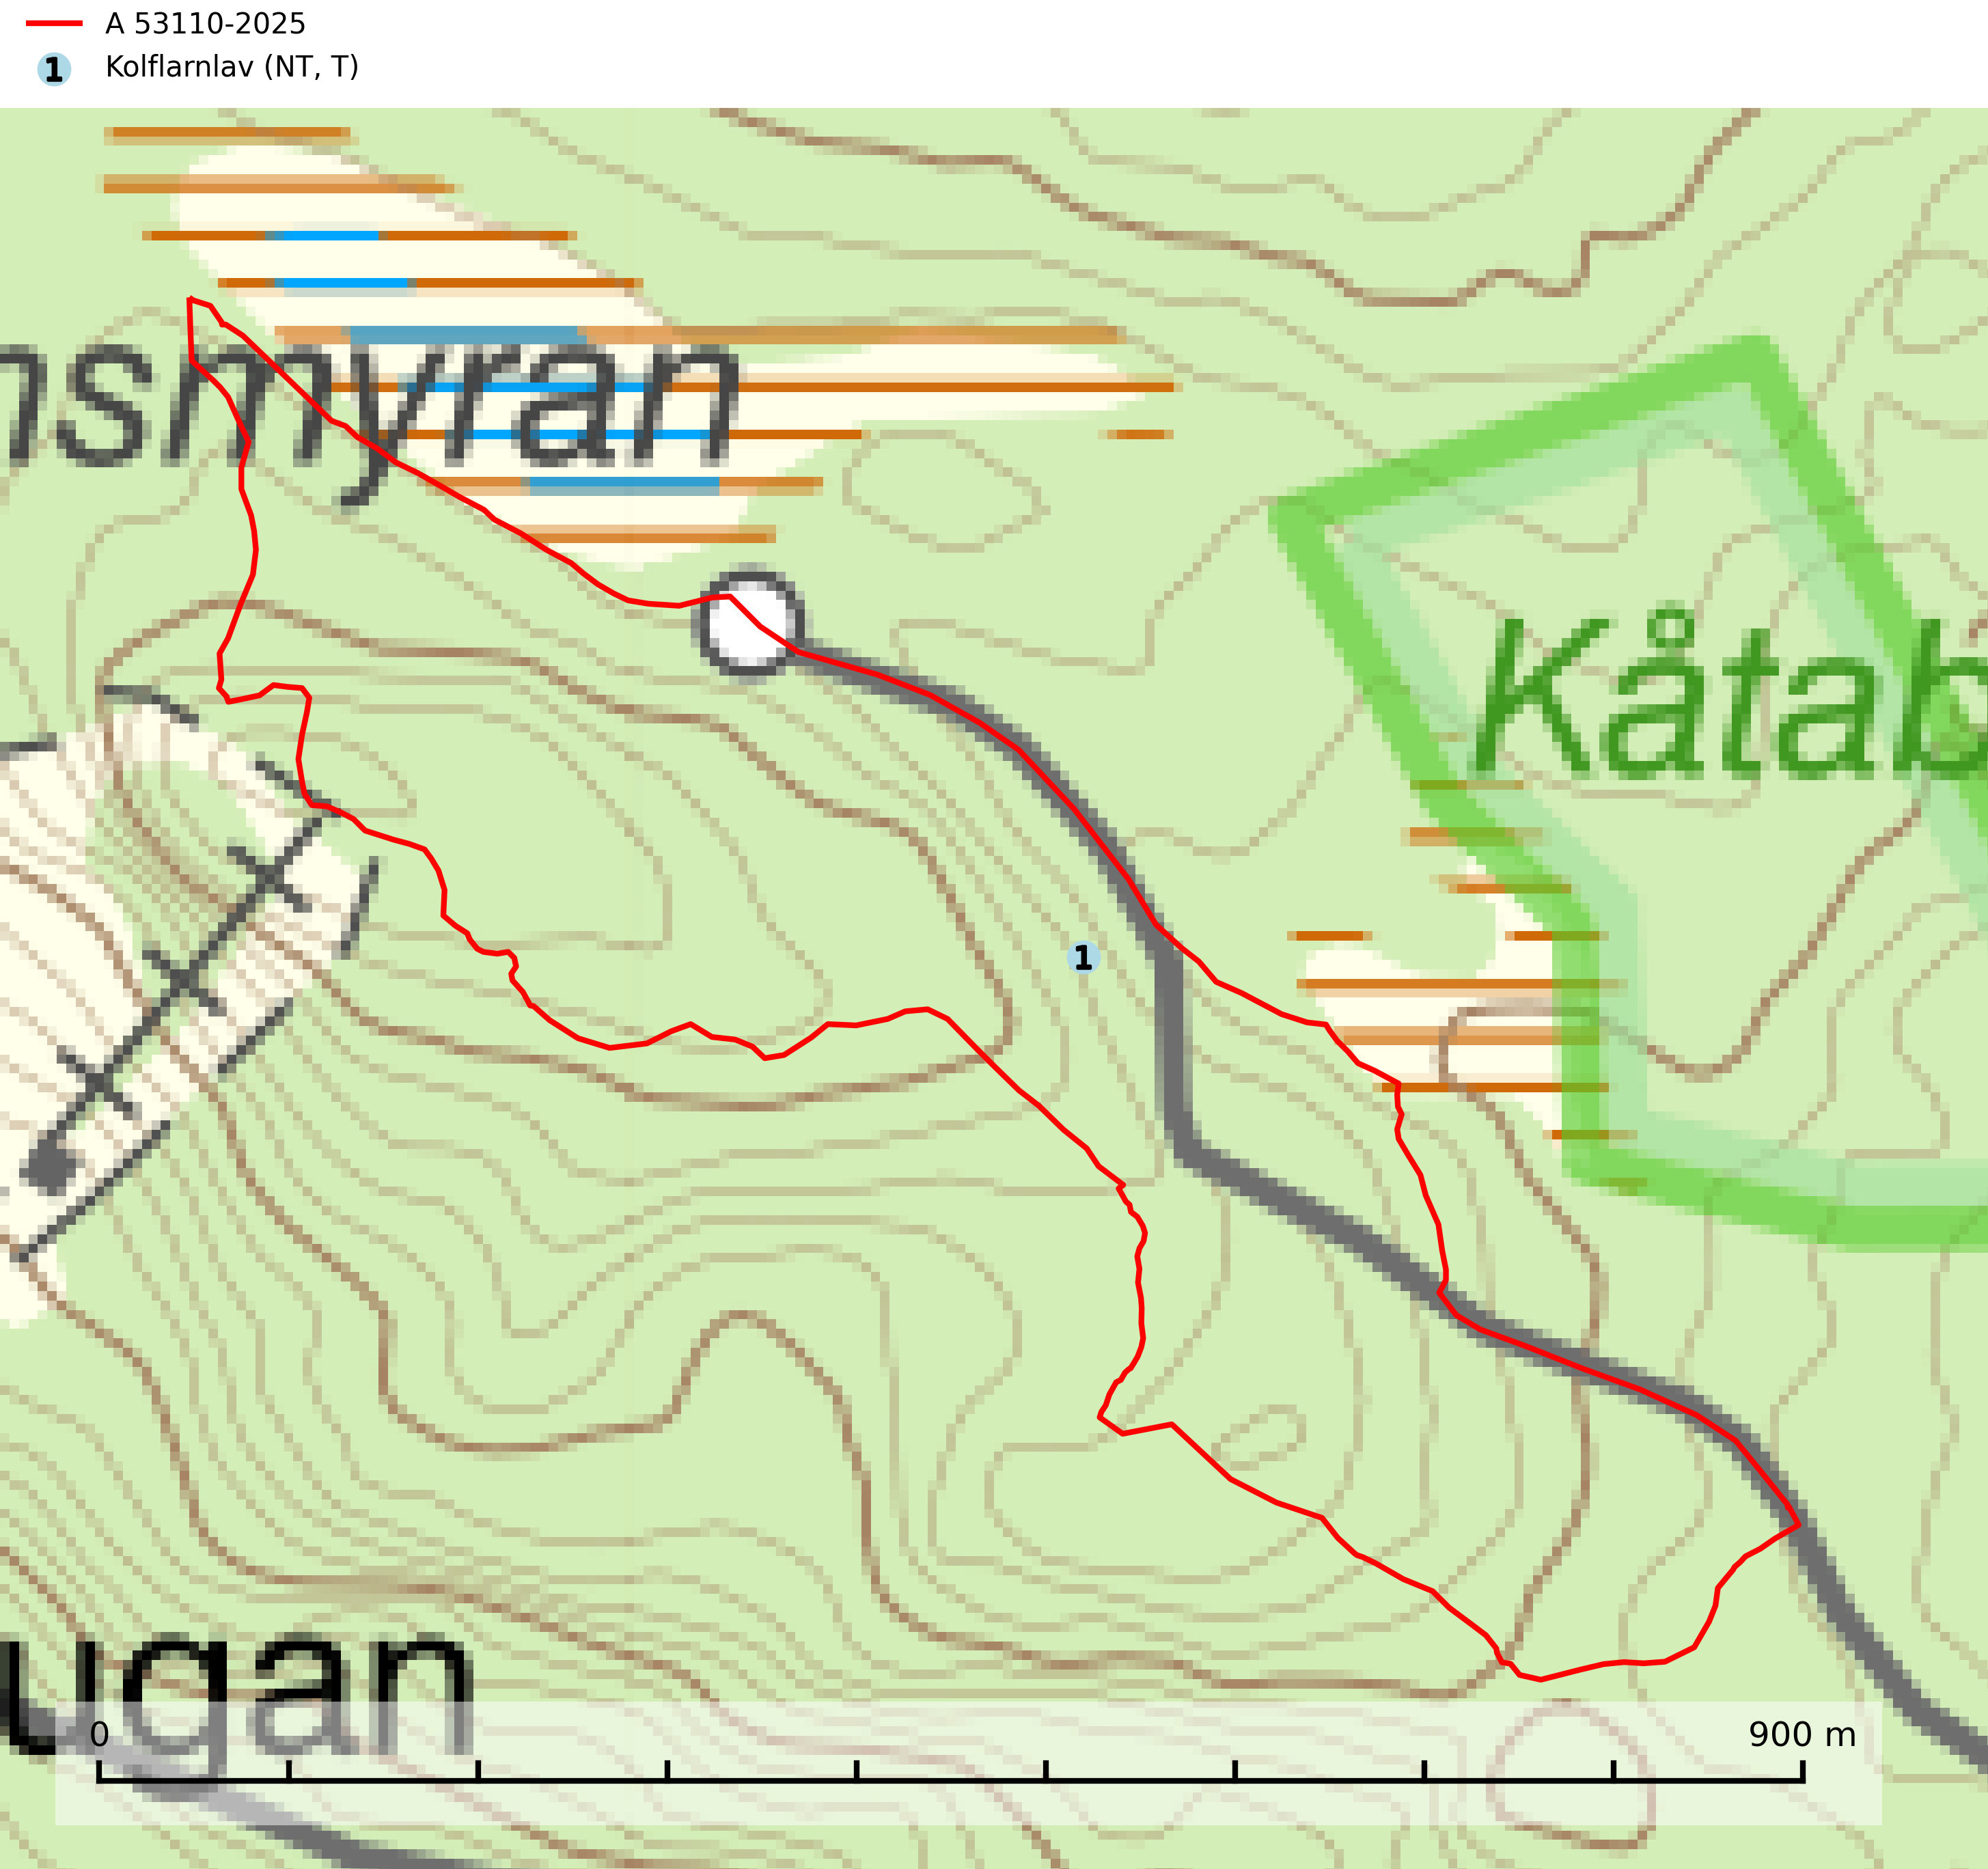 A 53110-2025
1 Kolflarnlav (NT, T)
nsmyran
Kåtab
1
ugan
0 900 m